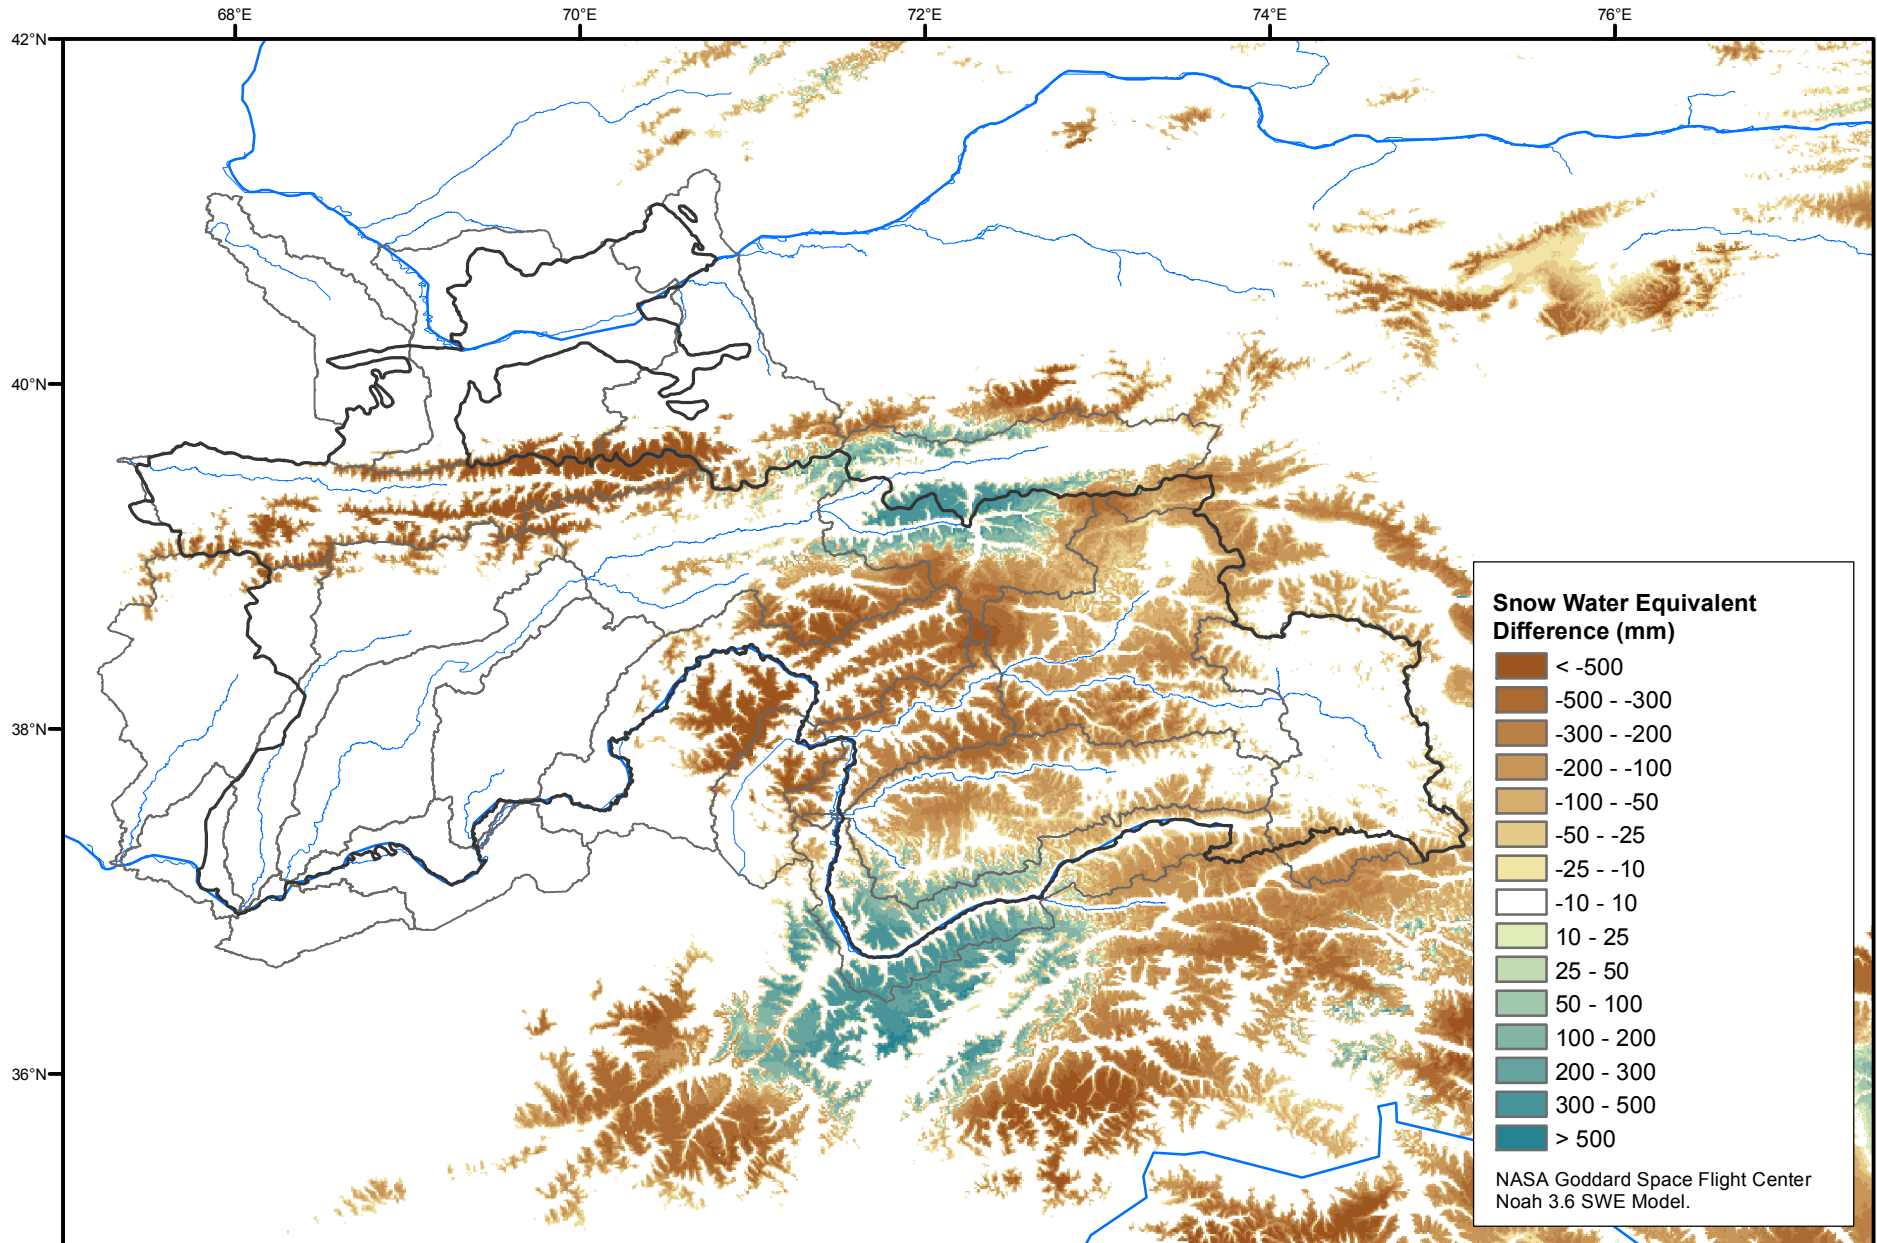 68°E
70°E
72°E
74°E
76°E
42°N
40°N
38°N
36°N
Snow Water Equivalent
Difference (mm)
< -500
-500 - -300
-300 - -200
-200 - -100
-100 - -50
-50 - -25
-25 - -10
-10 - 10
10 - 25
25 - 50
50 - 100
100 - 200
200 - 300
300 - 500
> 500
NASA Goddard Space Flight Center
Noah 3.6 SWE Model.